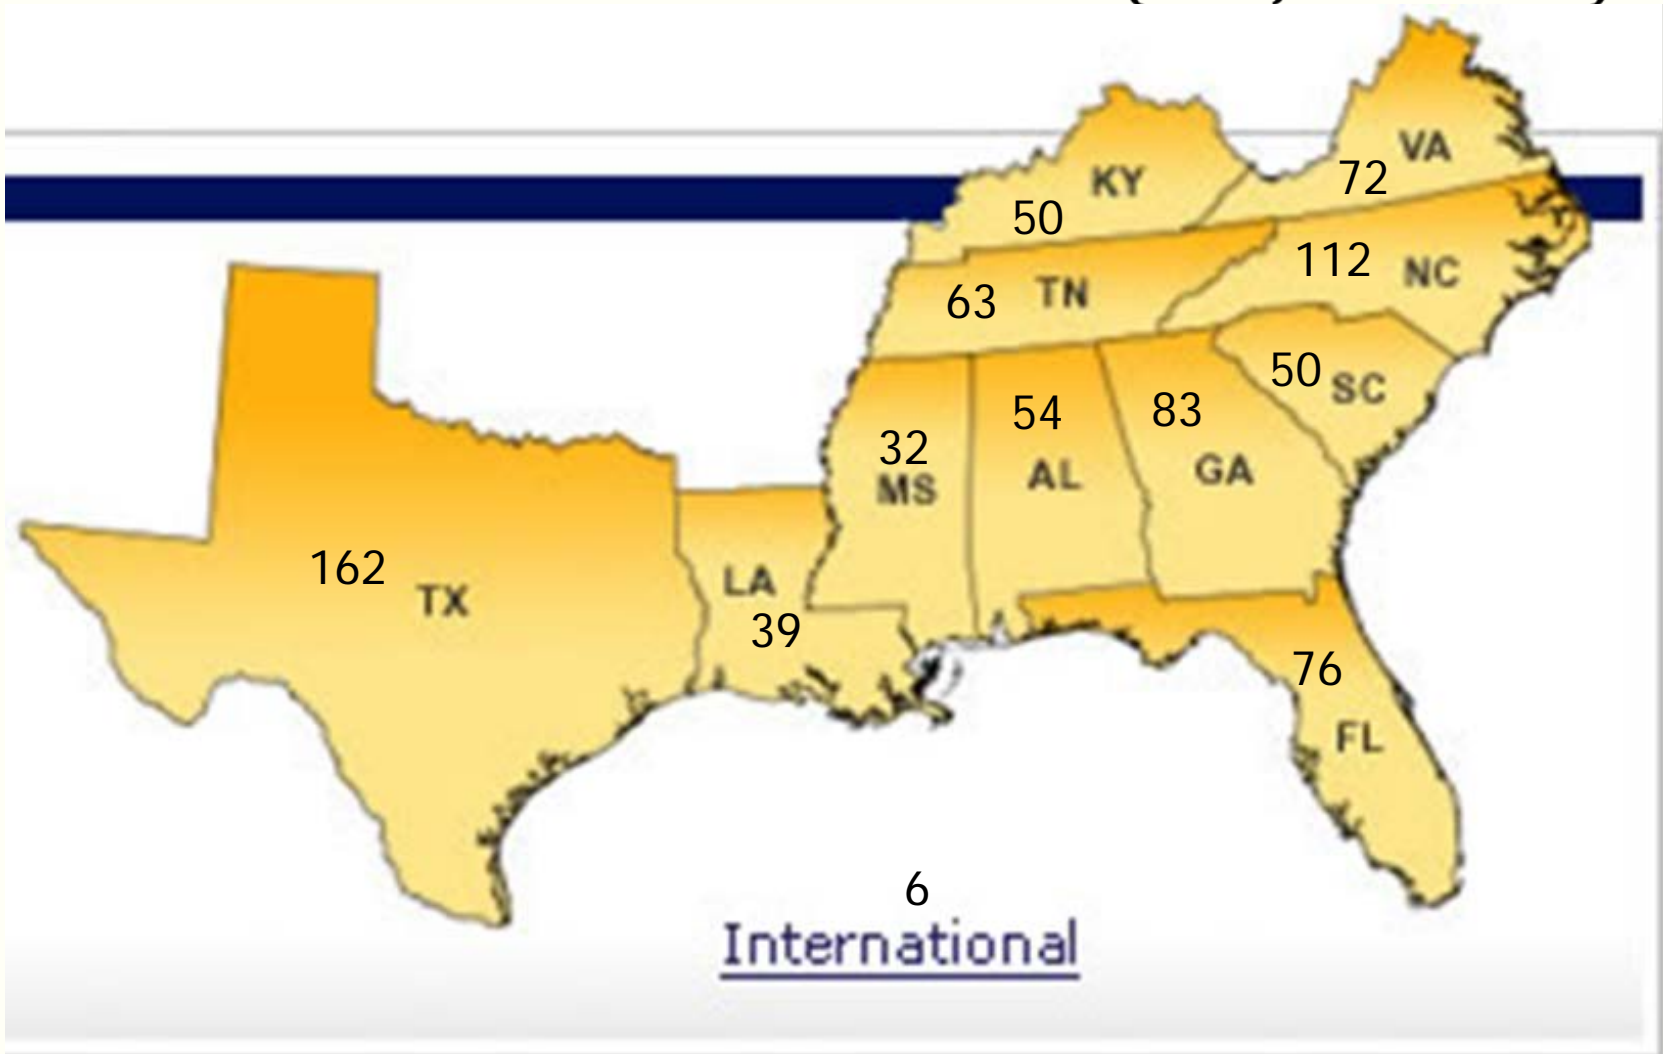 VA
72
KY
50
112 NC
63 TN
50 SC
54
83
32
MS
AL
GA
162
TX
LA
39
76
FL
6
International